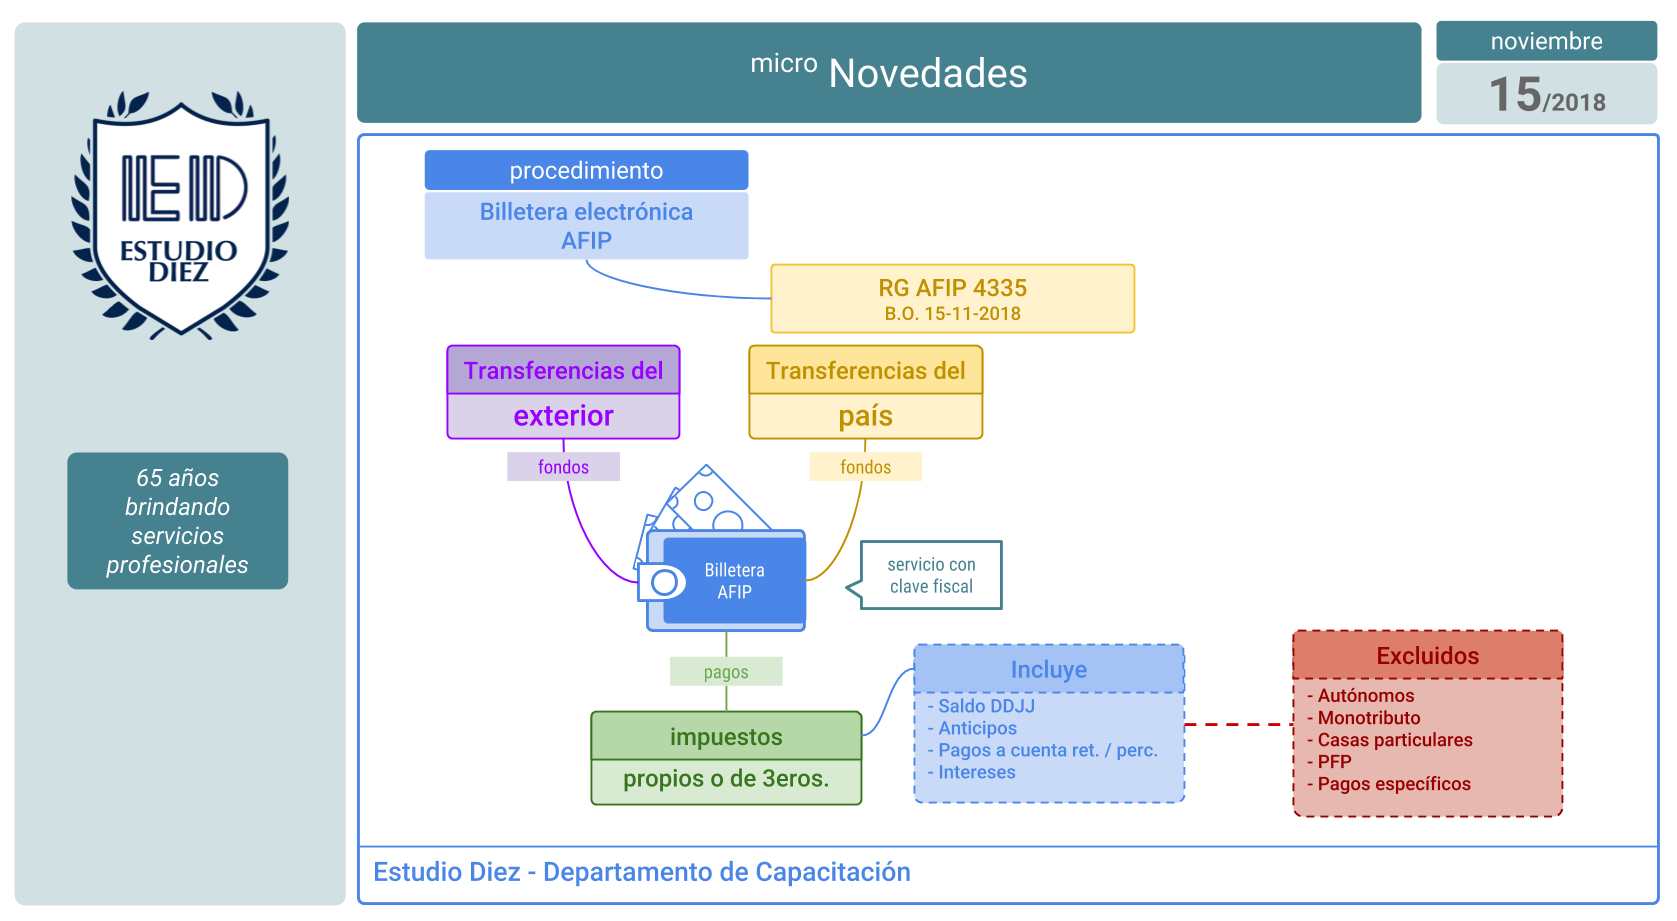 ED
ESTUDIO
DIEZ
65 años
brindando
servicios
profesionales
micro Novedades
noviembre
15/2018
procedimiento
Billetera electrónica
AFIP
RG AFIP 4335
B.O. 15-11-2018
Transferencias del
exterior
Transferencias del
país
fondos
fondos
Billetera
AFIP
servicio con
clave fiscal
pagos
impuestos
propios o de 3eros.
Incluye
- Saldo DDJJ
- Anticipos
- Pagos a cuenta ret. / perc.
- Intereses
Excluidos
- Autónomos
- Monotributo
- Casas particulares
- PFP
- Pagos específicos
Estudio Diez - Departamento de Capacitación